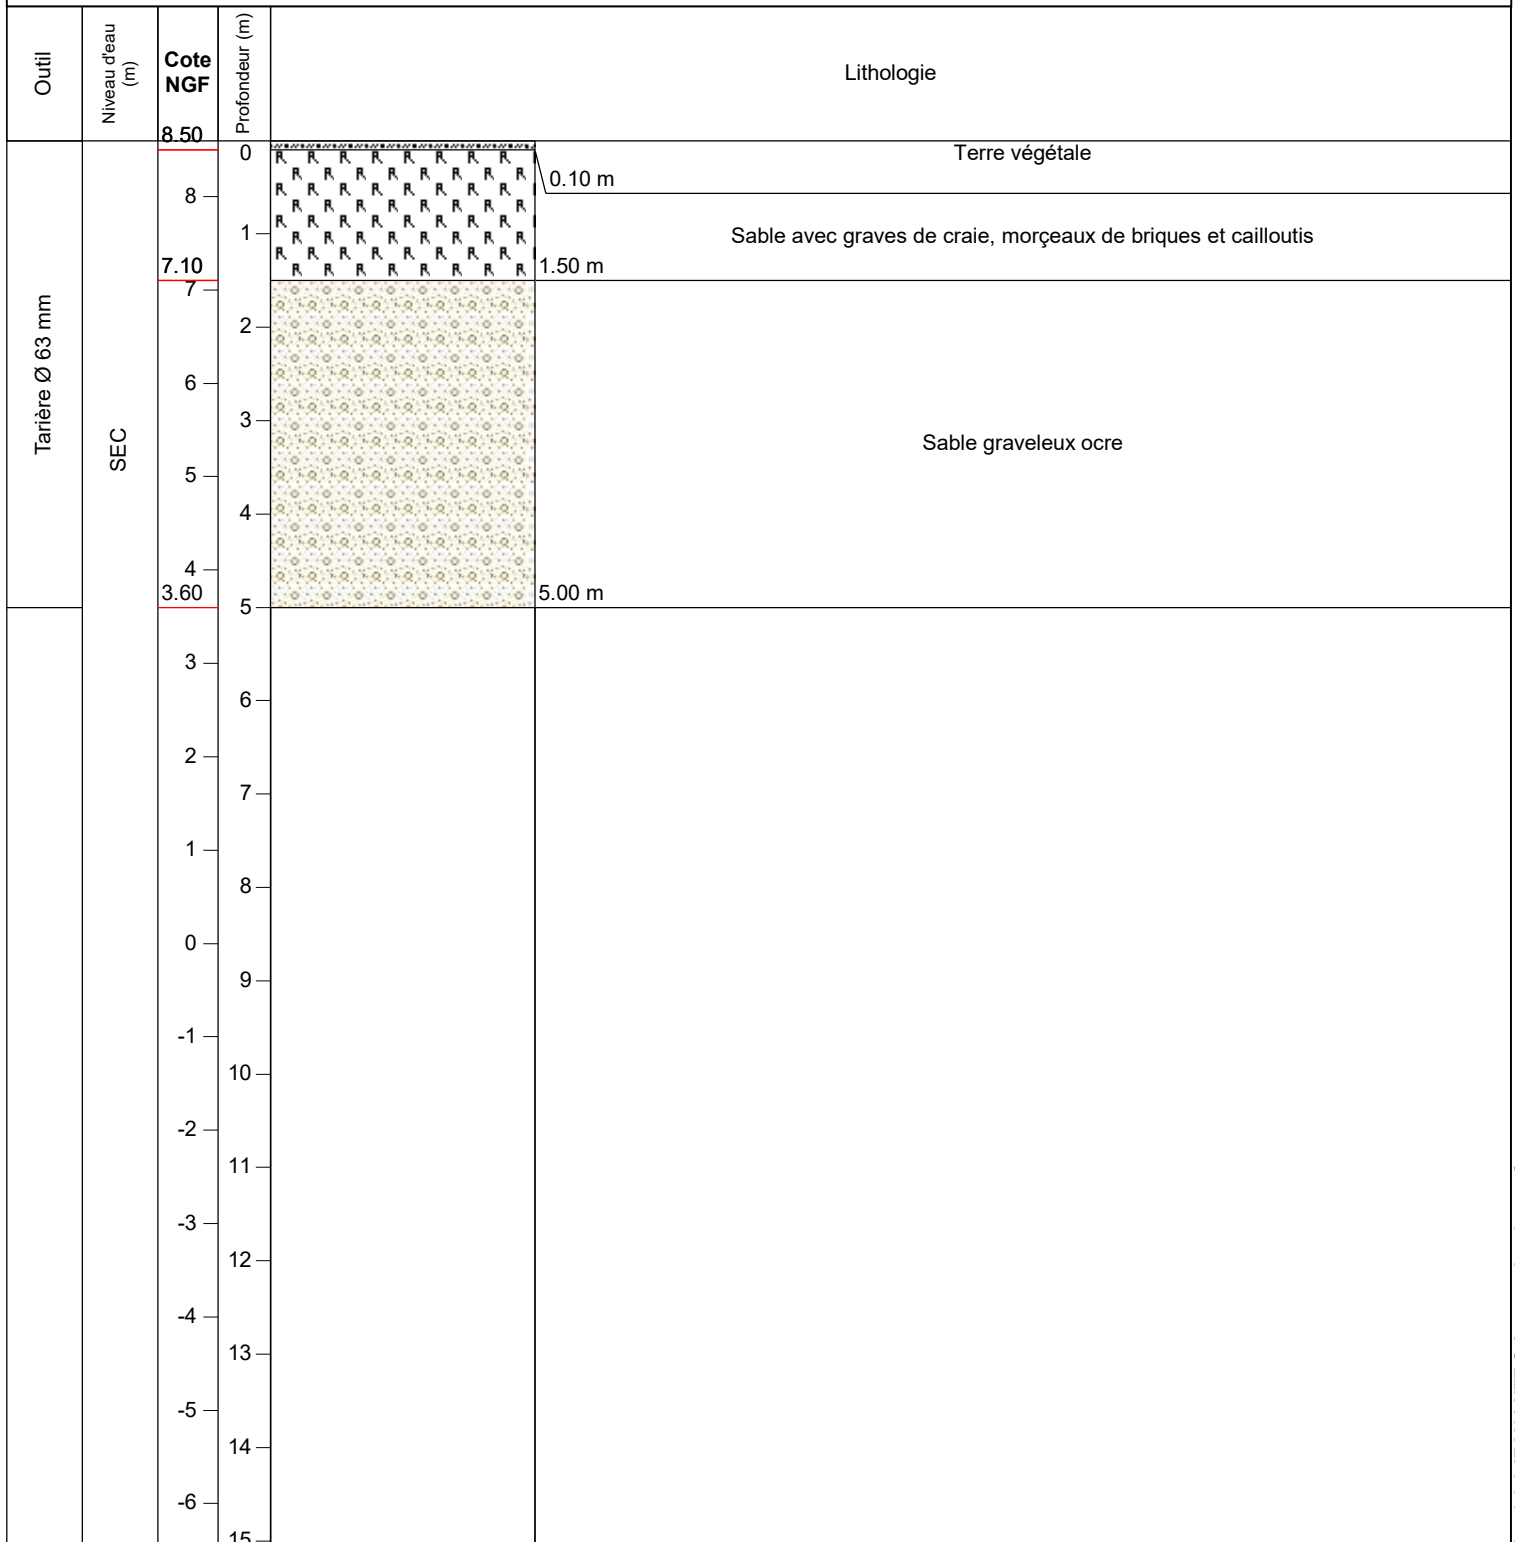 Outil
Niveau d'eau
(m)
Cote
NGF
Profondeur (m)
Lithologie
8.50
0
Terre végétale
0.10 m
8
1
Sable avec graves de craie, morçeaux de briques et cailloutis
7.10
1.50 m
7
2
Tarière Ø 63 mm
6
3
SEC
Sable graveleux ocre
5
4
4
3.60
5.00 m
5
3
6
2
7
1
8
0
9
-1
10
-2
11
-3
12
-4
13
-5
14
-6
15